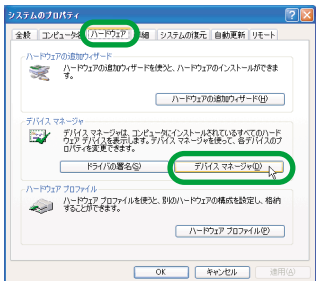 システムのプロパティ
全般 コンピュータ名 ハードウェア 詳細 システムの復元 自動更新 リモート
ハードウェアの追加ウィザード
ハードウェアの追加ウィザードを使うと、ハードウェアのインストールができま
す。
ハードウェアの追加ウィザード(H)
デバイス マネージャ
デバイス マネージャは、コンピュータにインストールされているすべてのハード
ウェア デバイスを表示します。デバイス マネージャを使って、各デバイスのプ
ロパティを変更できます。
ドライバの署名(S) デバイス マネージャ(D)
ハードウェア プロファイル
ハードウェア プロファイルを使うと、別のハードウェアの構成を設定し、格納
することができます。
ハードウェア プロファイル(P)
OK キャンセル 適用(A)